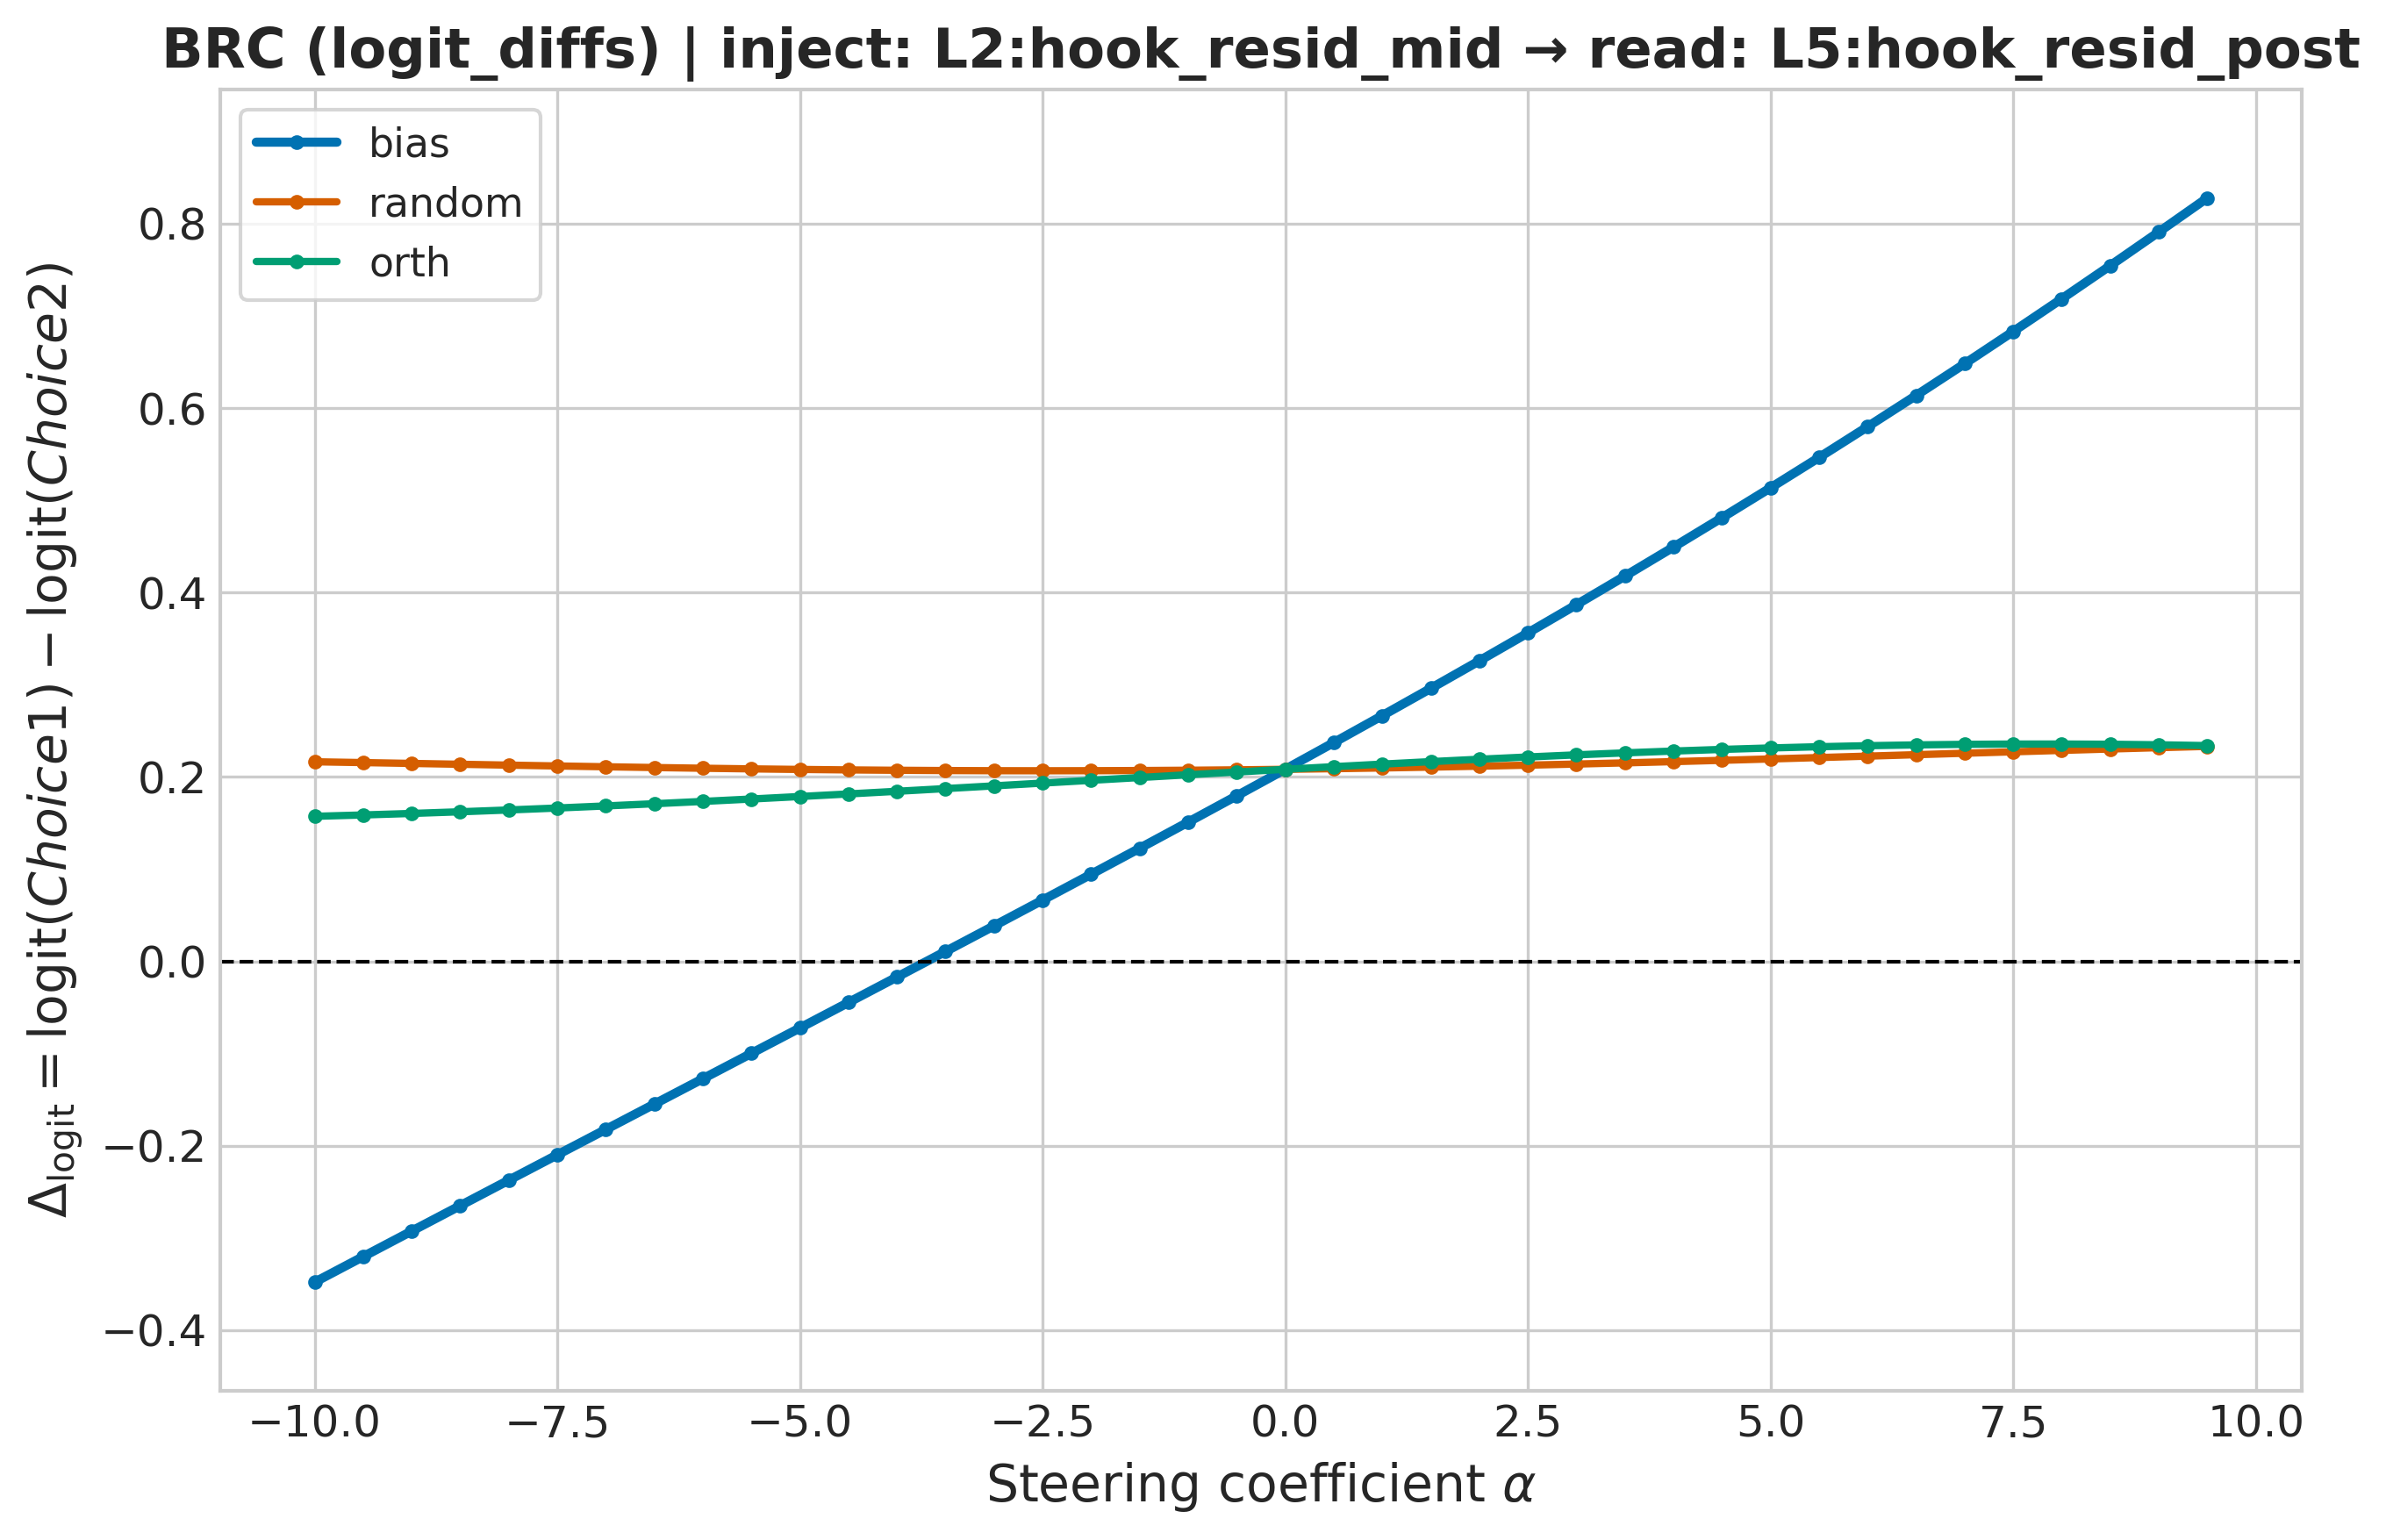 BRC (logit_diffs) | inject: L2:hook_resid_mid → read: L5:hook_resid_post
bias
random
orth
Δlogit = logit(Choice1) − logit(Choice2)
0.8
0.6
0.4
0.2
0.0
−0.2
−0.4
−10.0 −7.5 −5.0 −2.5 0.0 2.5 5.0 7.5 10.0
Steering coefficient α